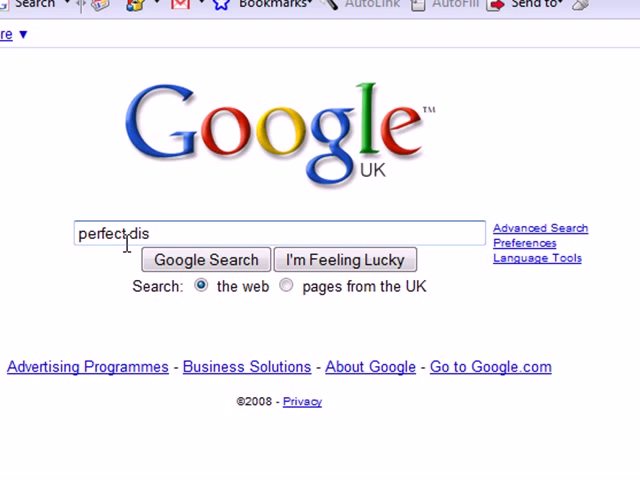 Search Bookmarks AutoLink AutoFill Send to
re ▼
Google™
UK
perfect dis
Advanced Search
Preferences
Language Tools
Google Search I'm Feeling Lucky
Search: the web pages from the UK
Advertising Programmes - Business Solutions - About Google - Go to Google.com
©2008 - Privacy